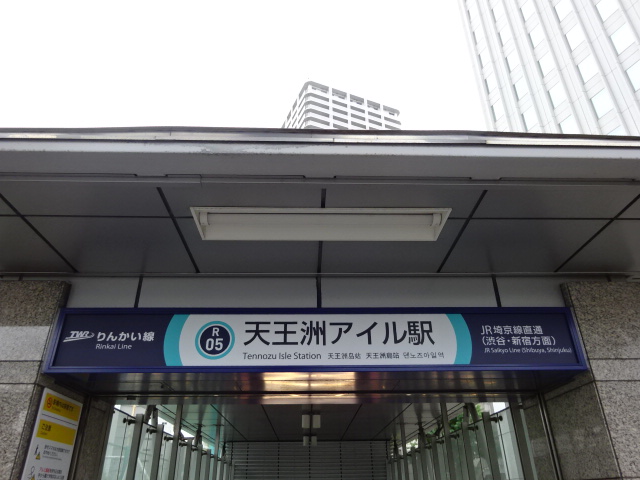 TWR りんかい線
Rinkai Line
R
05
天王洲アイル駅
Tennozu Isle Station 天王洲岛站 天王洲島站 덴노즈아일역
JR埼京線直通
(渋谷・新宿方面)
JR Saikyo Line (Shibuya, Shinjuku)